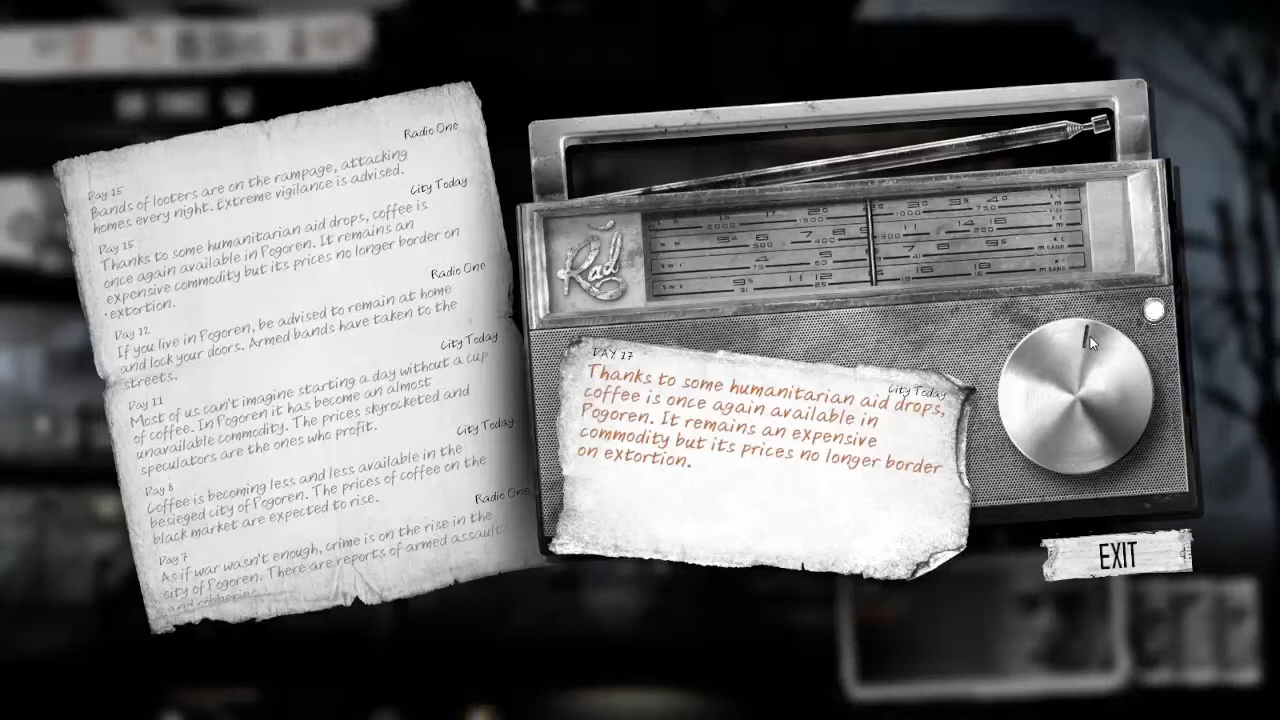 Radio One
Day 15
Bands of looters are on the rampage, attacking
homes every night. Extreme vigilance is advised.
City Today
Day 15
Thanks to some humanitarian aid drops, coffee is
once again available in Pogoren. It remains an
expensive commodity but its prices no longer border on
extortion.
Radio One
Day 12
If you live in Pogoren, be advised to remain at home
and lock your doors. Armed bands have taken to the
streets.
City Today
Day 11
Most of us can't imagine starting a day without a cup
of coffee. In Pogoren it has become an almost
unavailable commodity. The prices skyrocketed and
speculators are the ones who profit.
City Today
Day 8
Coffee is becoming less and less available in the
besieged city of Pogoren. The prices of coffee on the
black market are expected to rise.
Radio One
Day 7
As if war wasn't enough, crime is on the rise in the
city of Pogoren. There are reports of armed assault
and robberies
Rad
DAY 17
City Today
Thanks to some humanitarian aid drops,
coffee is once again available in
Pogoren. It remains an expensive
commodity but its prices no longer border
on extortion.
EXIT